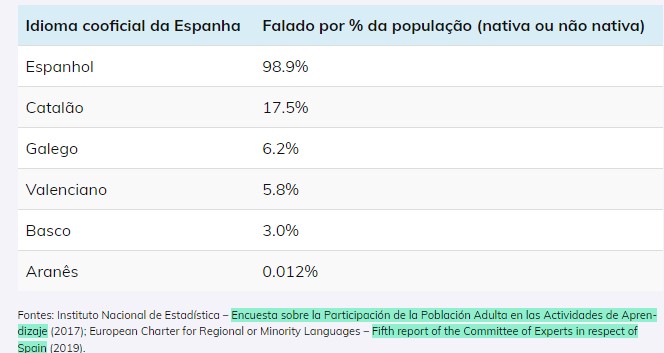 Idioma cooficial da Espanha Falado por % da população (nativa ou não nativa)
Espanhol 98.9%
Catalão 17.5%
Galego 6.2%
Valenciano 5.8%
Basco 3.0%
Aranês 0.012%
Fontes: Instituto Nacional de Estadística – Encuesta sobre la Participación de la Población Adulta en las Actividades de Apren-
dizaje (2017); European Charter for Regional or Minority Languages – Fifth report of the Committee of Experts in respect of
Spain (2019).